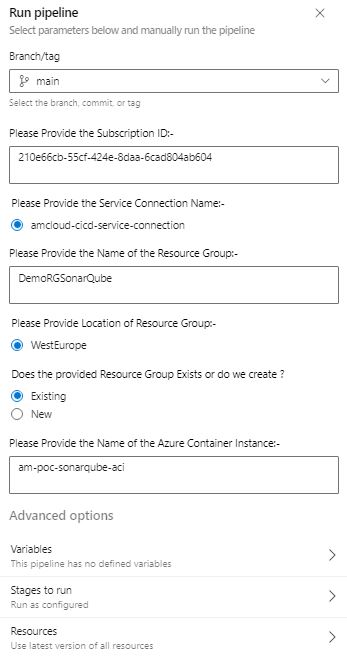 Run pipeline
Select parameters below and manually run the pipeline
Branch/tag
main
Select the branch, commit, or tag
Please Provide the Subscription ID:-
210e66cb-55cf-424e-8daa-6cad804ab604
Please Provide the Service Connection Name:-
amcloud-cicd-service-connection
Please Provide the Name of the Resource Group:-
DemoRGSonarQube
Please Provide Location of Resource Group:-
WestEurope
Does the provided Resource Group Exists or do we create ?
Existing
New
Please Provide the Name of the Azure Container Instance:-
am-poc-sonarqube-aci
Advanced options
Variables
This pipeline has no defined variables
Stages to run
Run as configured
Resources
Use latest version of all resources